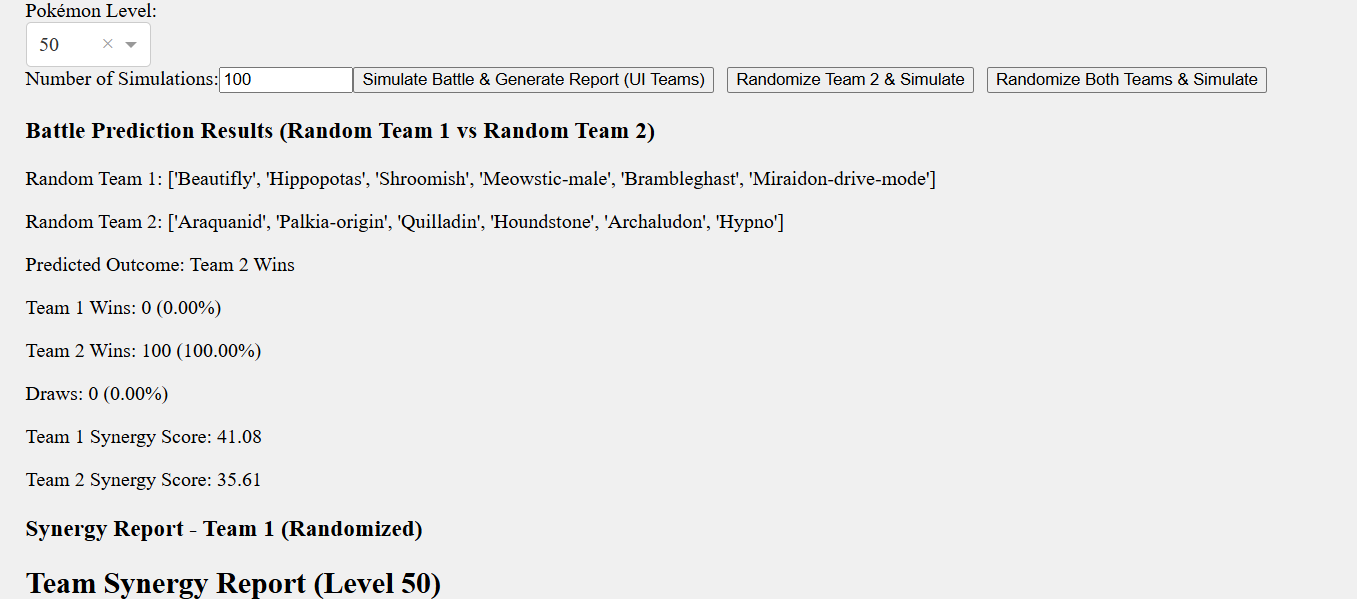 Pokémon Level:
50
Number of Simulations: 100 Simulate Battle & Generate Report (UI Teams) Randomize Team 2 & Simulate Randomize Both Teams & Simulate
Battle Prediction Results (Random Team 1 vs Random Team 2)
Random Team 1: ['Beautifly', 'Hippopotas', 'Shroomish', 'Meowstic-male', 'Brambleghast', 'Miraidon-drive-mode']
Random Team 2: ['Araquanid', 'Palkia-origin', 'Quilladin', 'Houndstone', 'Archaludon', 'Hypno']
Predicted Outcome: Team 2 Wins
Team 1 Wins: 0 (0.00%)
Team 2 Wins: 100 (100.00%)
Draws: 0 (0.00%)
Team 1 Synergy Score: 41.08
Team 2 Synergy Score: 35.61
Synergy Report - Team 1 (Randomized)
Team Synergy Report (Level 50)